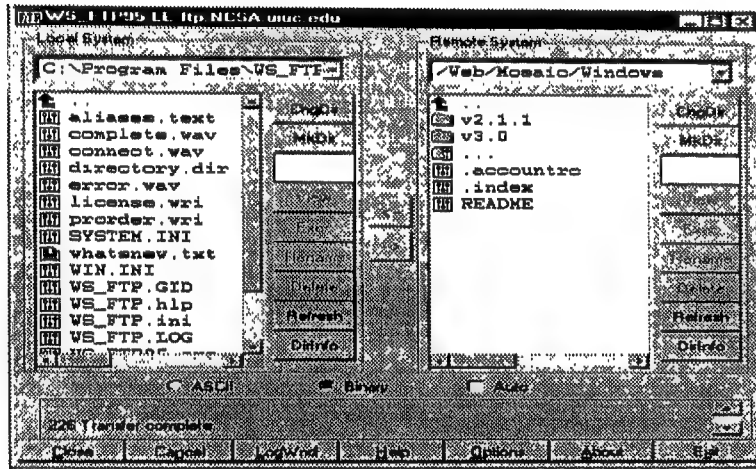 WS_FTP95 LE ftp.NCSA.uiuc.edu
Local System
C:\Program Files\WS_FTP
..
aliases.text
complete.wav
connect.wav
directory.dir
error.wav
license.wri
prorder.wri
SYSTEM.INI
whatsnew.txt
WIN.INI
WS_FTP.GID
WS_FTP.hlp
WS_FTP.ini
WS_FTP.LOG
ChgDir
MkDir
View
Exec
Rename
Delete
Refresh
DirInfo
Remote System
/Web/Mosaic/Windows
..
v2.1.1
v3.0
...
.accountrc
.index
README
ChgDir
MkDir
View
Exec
Rename
Delete
Refresh
DirInfo
ASCII Binary Auto
226 Transfer complete
Close Cancel LogWnd Help Options About Exit